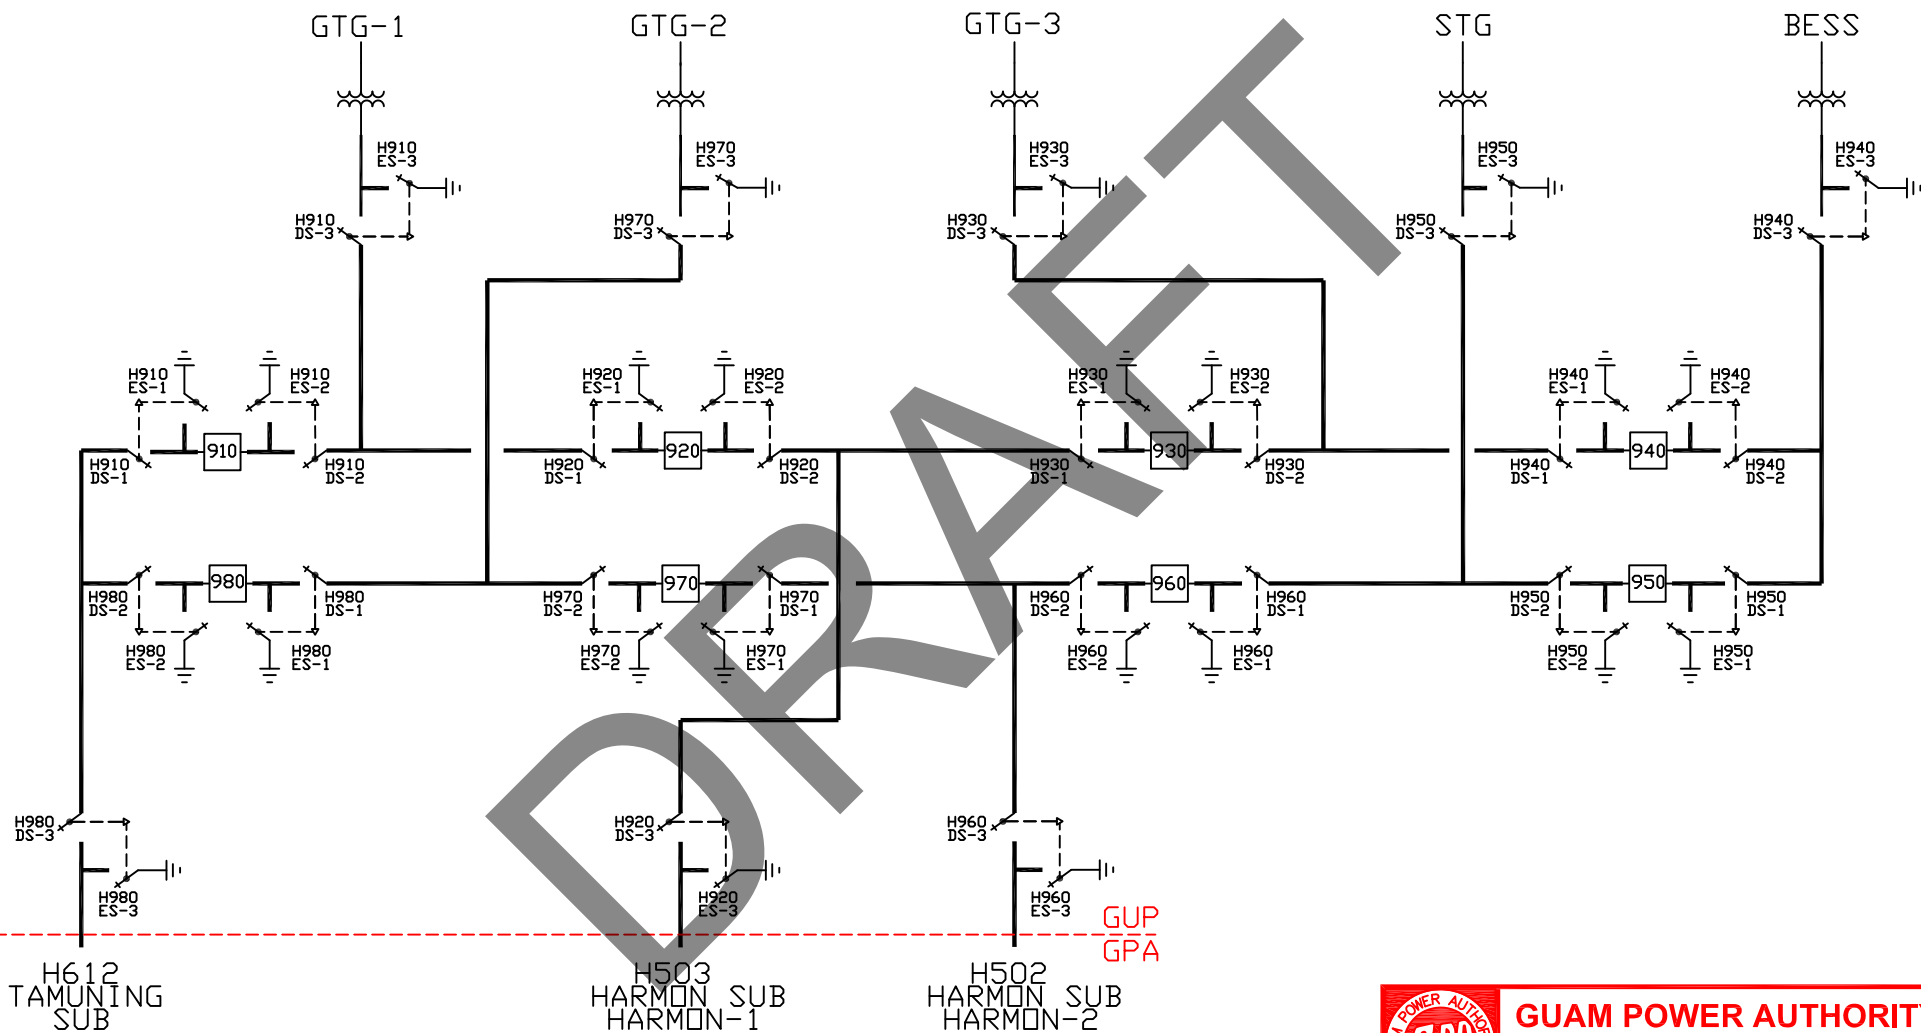 GTG-1
GTG-2
GTG-3
STG
BESS
H910
ES-3
H970
ES-3
H930
ES-3
H950
ES-3
H940
ES-3
H910
DS-3
H970
DS-3
H930
DS-3
H950
DS-3
H940
DS-3
H910
ES-1
H910
ES-2
H920
ES-1
H920
ES-2
H930
ES-1
H930
ES-2
H940
ES-1
H940
ES-2
910
920
930
940
H910
DS-1
H910
DS-2
H920
DS-1
H920
DS-2
H930
DS-1
H930
DS-2
H940
DS-1
H940
DS-2
980
970
960
950
H980
DS-2
H980
DS-1
H970
DS-2
H970
DS-1
H960
DS-2
H960
DS-1
H950
DS-2
H950
DS-1
H980
ES-2
H980
ES-1
H970
ES-2
H970
ES-1
H960
ES-2
H960
ES-1
H950
ES-2
H950
ES-1
H980
DS-3
H920
DS-3
H960
DS-3
H980
ES-3
H920
ES-3
H960
ES-3
GUP
GPA
H612
TAMUNING
SUB
H503
HARMON SUB
HARMON-1
H502
HARMON SUB
HARMON-2
DRAFT
POWER
GUAM POWER AUTHORITY